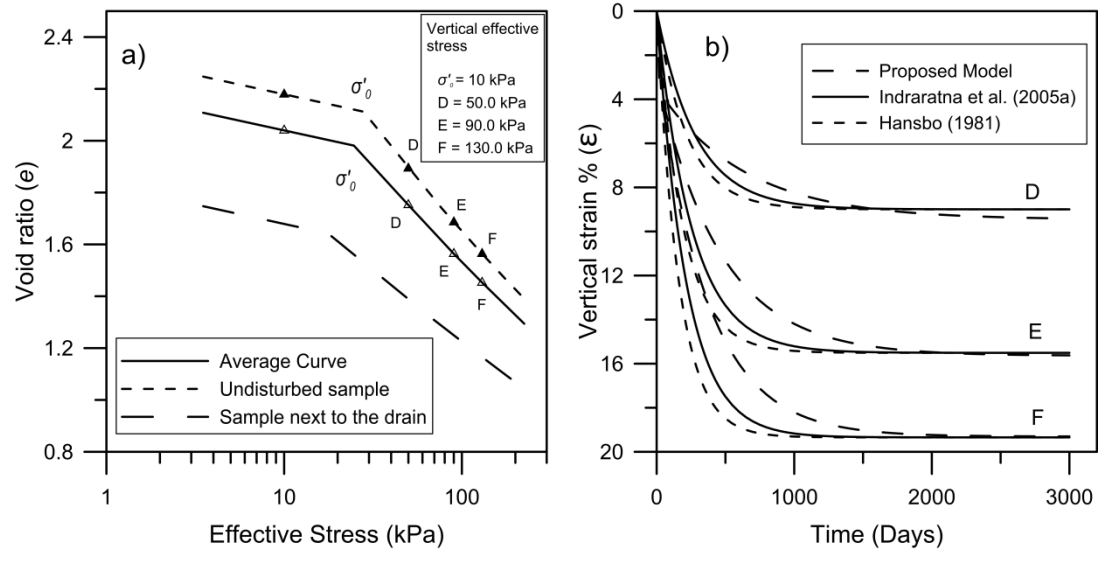 a)
Void ratio (e)
2.4
2
1.6
1.2
0.8
1
10
100
Effective Stress (kPa)
σ'₀
σ'₀
D
E
F
D
E
F
Vertical effective
stress
σ'₀ = 10 kPa
D = 50.0 kPa
E = 90.0 kPa
F = 130.0 kPa
Average Curve
Undisturbed sample
Sample next to the drain
b)
Vertical strain % (ε)
0
4
8
12
16
20
0
1000
2000
3000
Time (Days)
Proposed Model
Indraratna et al. (2005a)
Hansbo (1981)
D
E
F